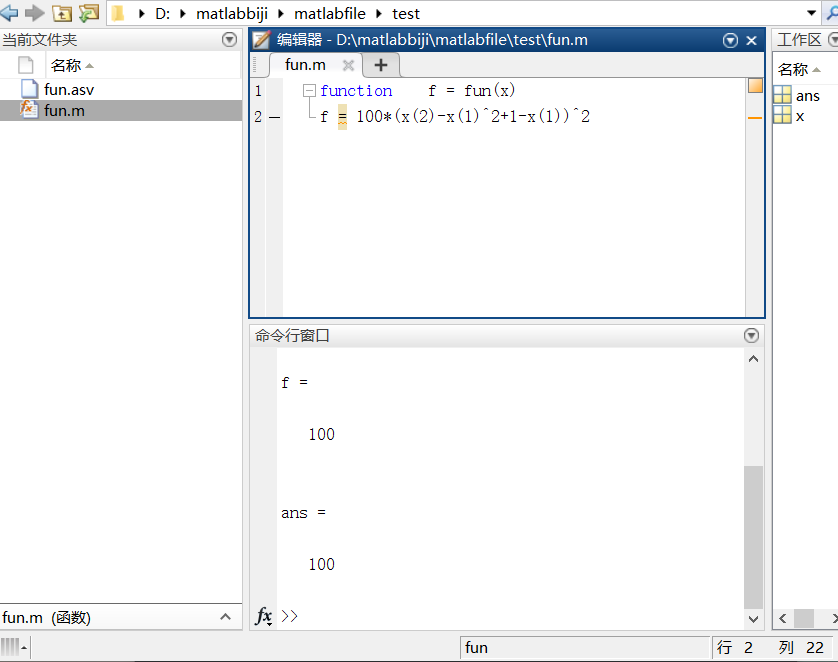 D: matlabbiji matlabfile test
当前文件夹
名称
fun.asv
fun.m
fun.m (函数)
编辑器 - D:\matlabbiji\matlabfile\test\fun.m
fun.m
1 function f = fun(x)
2 f = 100*(x(2)-x(1)^2+1-x(1))^2
命令行窗口
f =
100
ans =
100
fx >>
工作区
名称
ans
x
fun
行 2 列 22